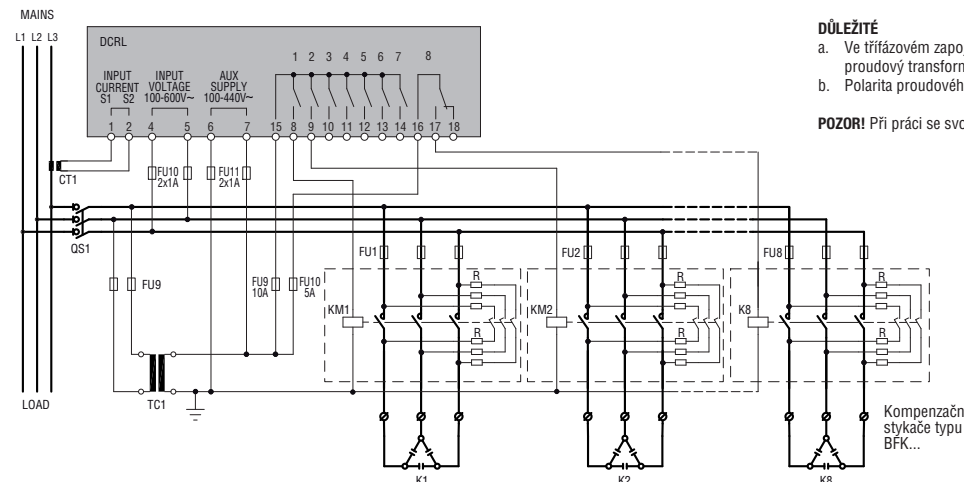 MAINS
L1 L2 L3
DCRL
INPUT CURRENT
S1 S2
INPUT VOLTAGE
100-600V~
AUX SUPPLY
100-440V~
1 2 3 4 5 6 7 8
1 2 4 5 6 7 15 8 9 10 11 12 13 14 16 17 18
CT1
FU10
2x1A
FU11
2x1A
QS1
FU9
FU9
10A
FU10
5A
FU1
FU2
FU8
KM1
R
R
KM2
R
R
K8
R
R
LOAD
TC1
K1
K2
K8
DŮLEŽITÉ
a. Ve třífázovém zapo
proudový transform
b. Polarita proudovéh
POZOR! Při práci se svo
Kompenzačn
stykače typu
BFK...